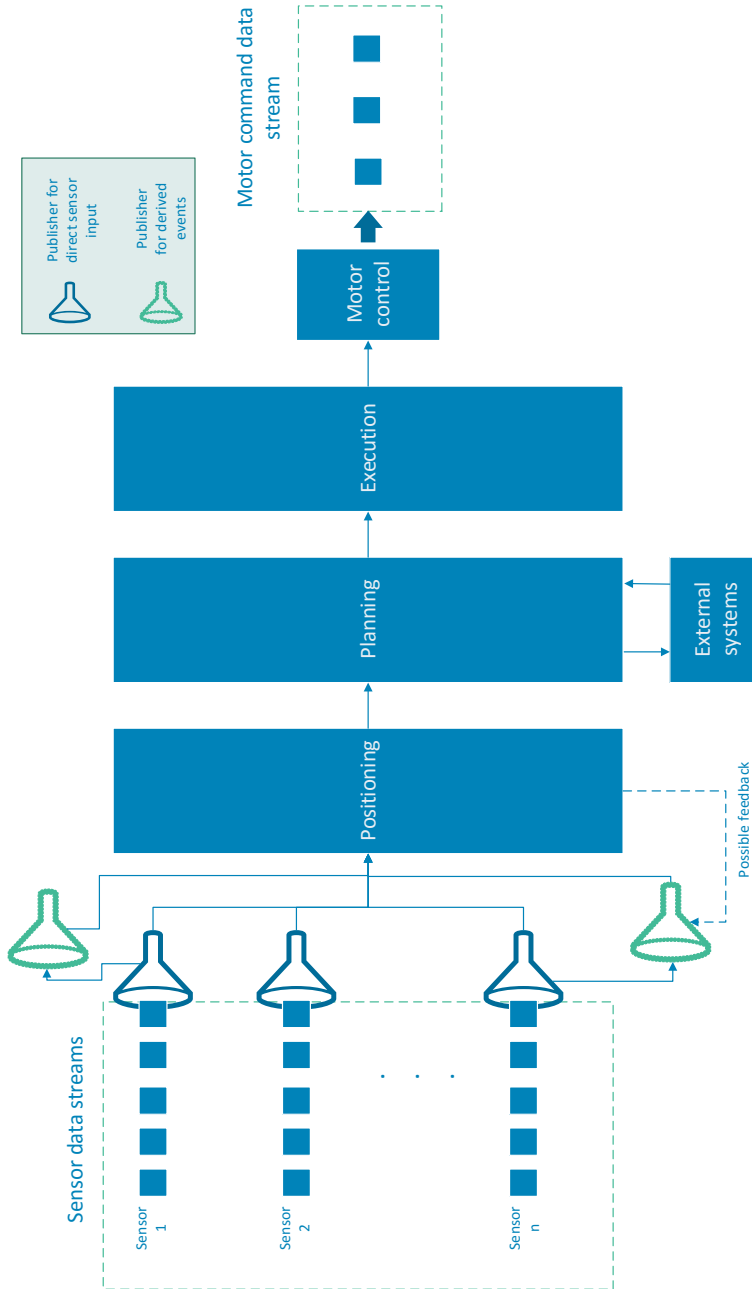 Sensor data streams
Sensor
1
Sensor
2
. . .
Sensor
n
Positioning
Possible feedback
Planning
External
systems
Execution
Motor
control
Motor command data
stream
Publisher for
direct sensor
input
Publisher
for derived
events